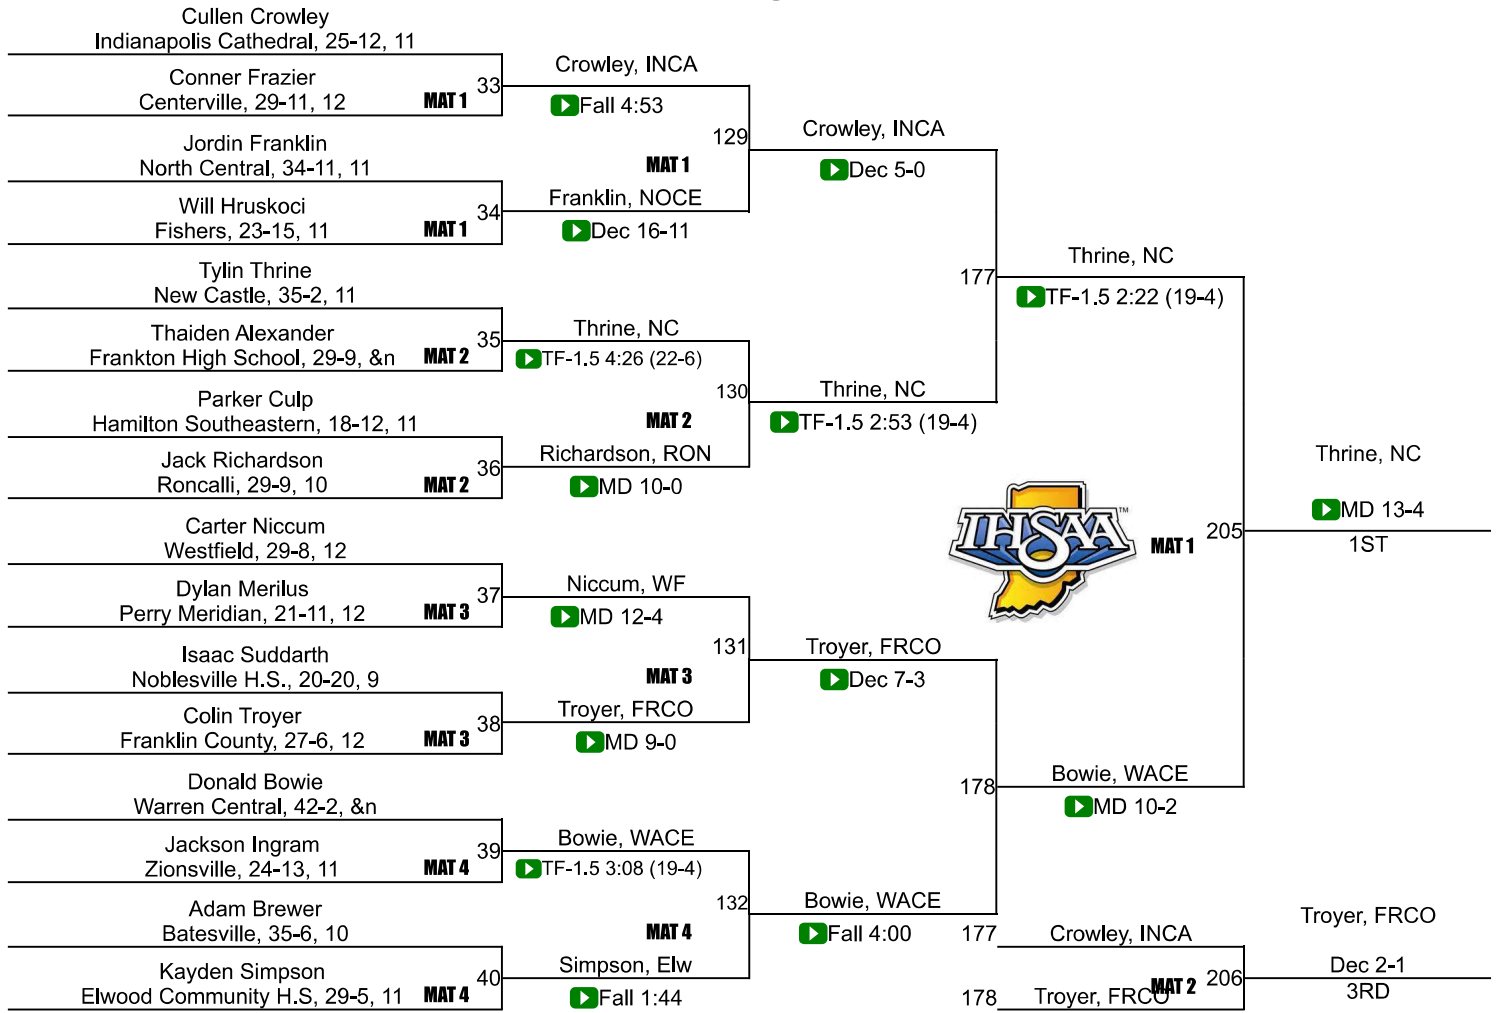 Cullen Crowley
Indianapolis Cathedral, 25-12, 11
33
Conner Frazier
Centerville, 29-11, 12
MAT 1
Crowley, INCA
Fall 4:53
129
MAT 1
Jordin Franklin
North Central, 34-11, 11
34
Will Hruskoci
Fishers, 23-15, 11
MAT 1
Franklin, NOCE
Dec 16-11
Crowley, INCA
Dec 5-0
177
Tylin Thrine
New Castle, 35-2, 11
35
Thaiden Alexander
Frankton High School, 29-9, &n
MAT 2
Thrine, NC
TF-1.5 4:26 (22-6)
130
MAT 2
Parker Culp
Hamilton Southeastern, 18-12, 11
36
Jack Richardson
Roncalli, 29-9, 10
MAT 2
Richardson, RON
MD 10-0
Thrine, NC
TF-1.5 2:53 (19-4)
Thrine, NC
TF-1.5 2:22 (19-4)
Carter Niccum
Westfield, 29-8, 12
37
Dylan Merilus
Perry Meridian, 21-11, 12
MAT 3
Niccum, WF
MD 12-4
131
MAT 3
Isaac Suddarth
Noblesville H.S., 20-20, 9
38
Colin Troyer
Franklin County, 27-6, 12
MAT 3
Troyer, FRCO
MD 9-0
Troyer, FRCO
Dec 7-3
178
Donald Bowie
Warren Central, 42-2, &n
39
Jackson Ingram
Zionsville, 24-13, 11
MAT 4
Bowie, WACE
TF-1.5 3:08 (19-4)
132
MAT 4
Adam Brewer
Batesville, 35-6, 10
40
Kayden Simpson
Elwood Community H.S, 29-5, 11
MAT 4
Simpson, Elw
Fall 1:44
Bowie, WACE
Fall 4:00
Bowie, WACE
MD 10-2
IHSAA™
MAT 1
205
Thrine, NC
MD 13-4
1ST
177
Crowley, INCA
178
Troyer, FRCO
MAT 2
206
Troyer, FRCO
Dec 2-1
3RD